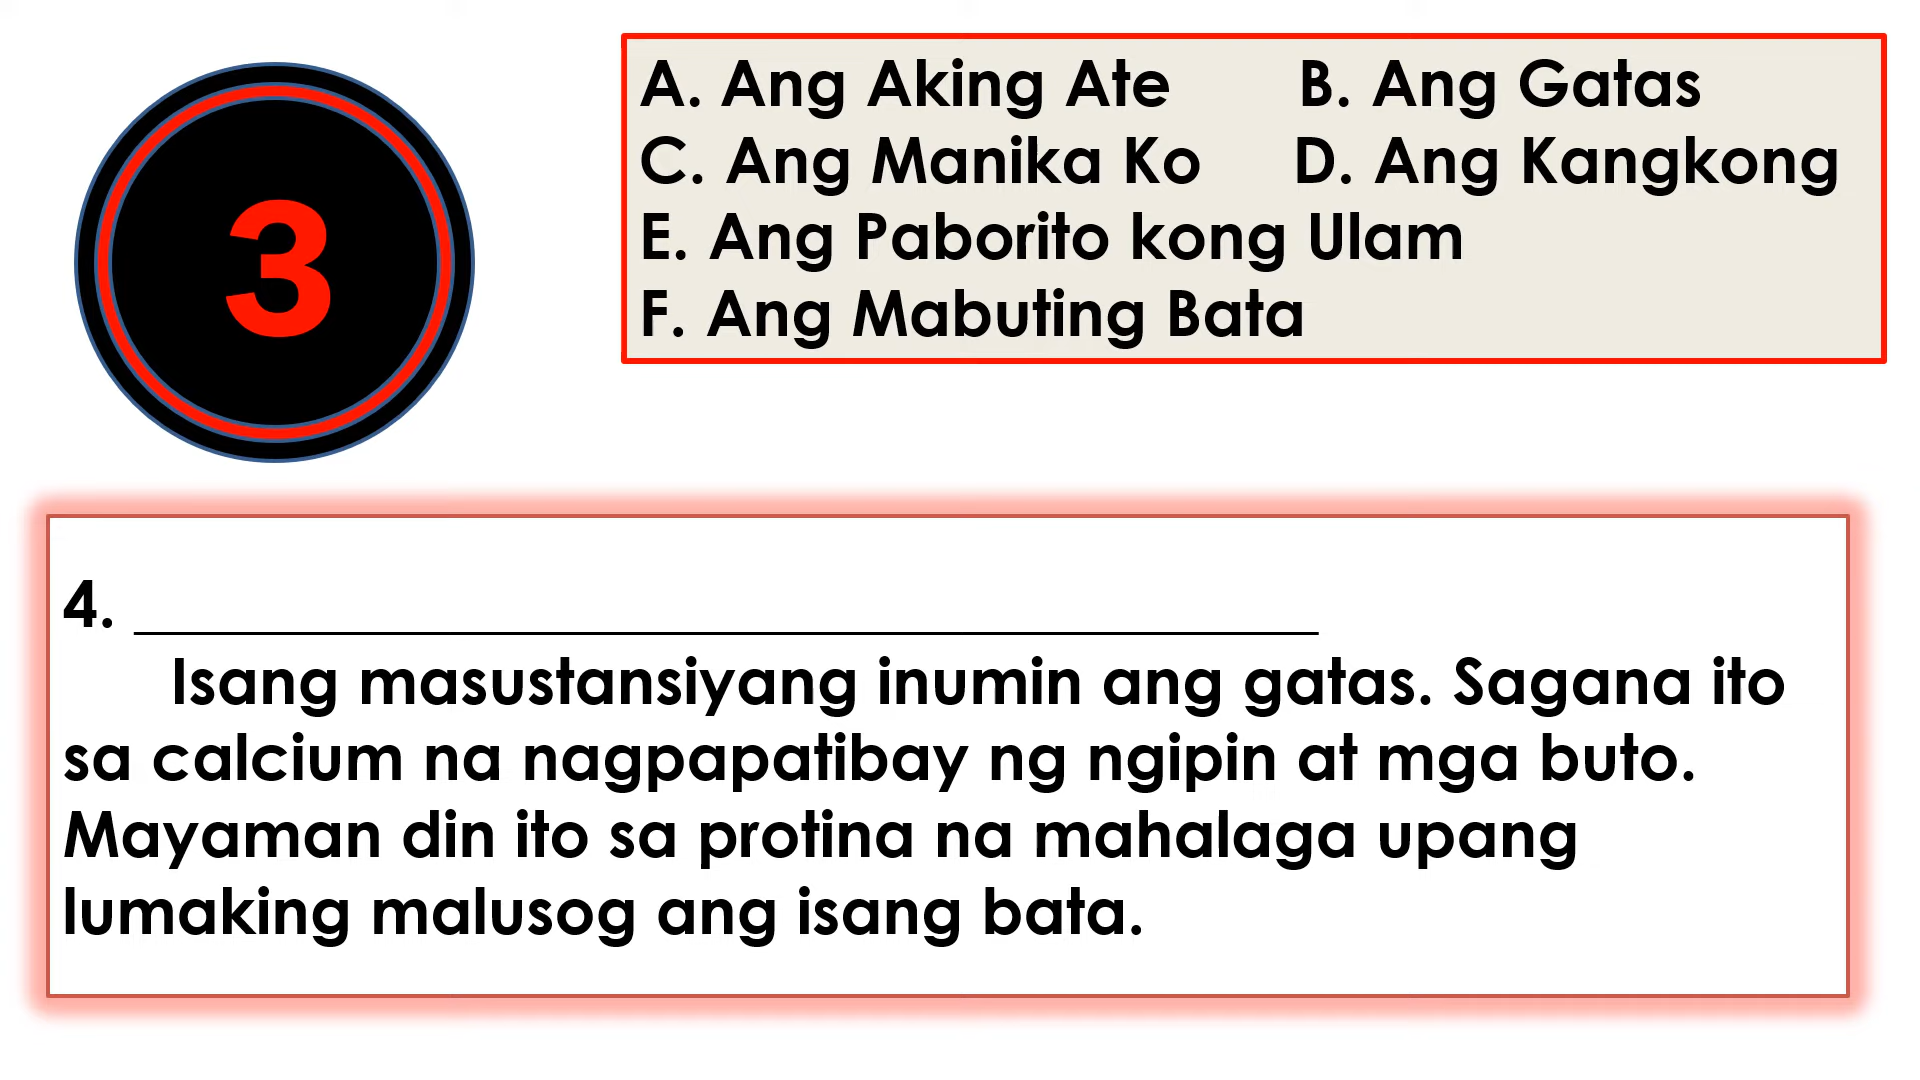 3
A. Ang Aking Ate B. Ang Gatas
C. Ang Manika Ko D. Ang Kangkong
E. Ang Paborito kong Ulam
F. Ang Mabuting Bata
4. ___________________________________
Isang masustansiyang inumin ang gatas. Sagana ito
sa calcium na nagpapatibay ng ngipin at mga buto.
Mayaman din ito sa protina na mahalaga upang
lumaking malusog ang isang bata.